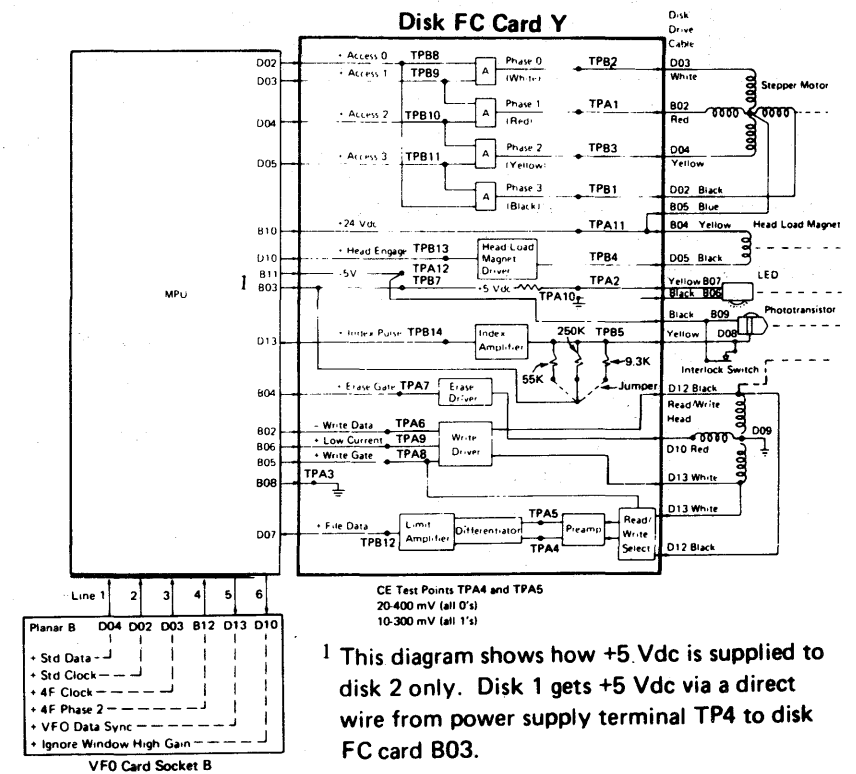 Disk FC Card Y
Disk
Drive
Cable
MPU
D02
D03
D04
D05
B10
D10
B11
1 B03
D13
B04
B02
B06
B05
B08
D07
+ Access 0 TPB8
+ Access 1 TPB9
+ Access 2 TPB10
+ Access 3 TPB11
A
A
A
A
Phase 0 TPB2
(White)
Phase 1 TPA1
(Red)
Phase 2 TPB3
(Yellow)
Phase 3 TPB1
(Black)
D03
White
B02
Red
D04
Yellow
D02 Black
B05 Blue
Stepper Motor
+24 Vdc TPA11
B04 Yellow
Head Load Magnet
+ Head Engage TPB13
Head Load
Magnet
Driver
TPB4
D05 Black
-5V TPA12
TPB7
+5 Vdc TPA2
TPA10
Yellow B07
Black B06
LED
Black B09
Phototransistor
Yellow D08
Interlock Switch
+ Index Pulse TPB14
Index
Amplifier
250K TPB5
55K
9.3K
Jumper
+ Erase Gate TPA7
Erase
Driver
D12 Black
Read/Write
Head
D09
D10 Red
- Write Data TPA6
+ Low Current TPA9
+ Write Gate TPA8
Write
Driver
D13 White
TPA3
D13 White
+ File Data
TPB12
Limit
Amplifier
Differentiator
TPA5
TPA4
Preamp
Read/
Write
Select
D12 Black
CE Test Points TPA4 and TPA5
20-400 mV (all 0's)
10-300 mV (all 1's)
Line 1 2 3 4 5 6
Planar B D04 D02 D03 B12 D13 D10
+ Std Data
+ Std Clock
+ 4F Clock
+ 4F Phase 2
+ VFO Data Sync
+ Ignore Window High Gain
VFO Card Socket B
1 This diagram shows how +5 Vdc is supplied to
disk 2 only. Disk 1 gets +5 Vdc via a direct
wire from power supply terminal TP4 to disk
FC card B03.